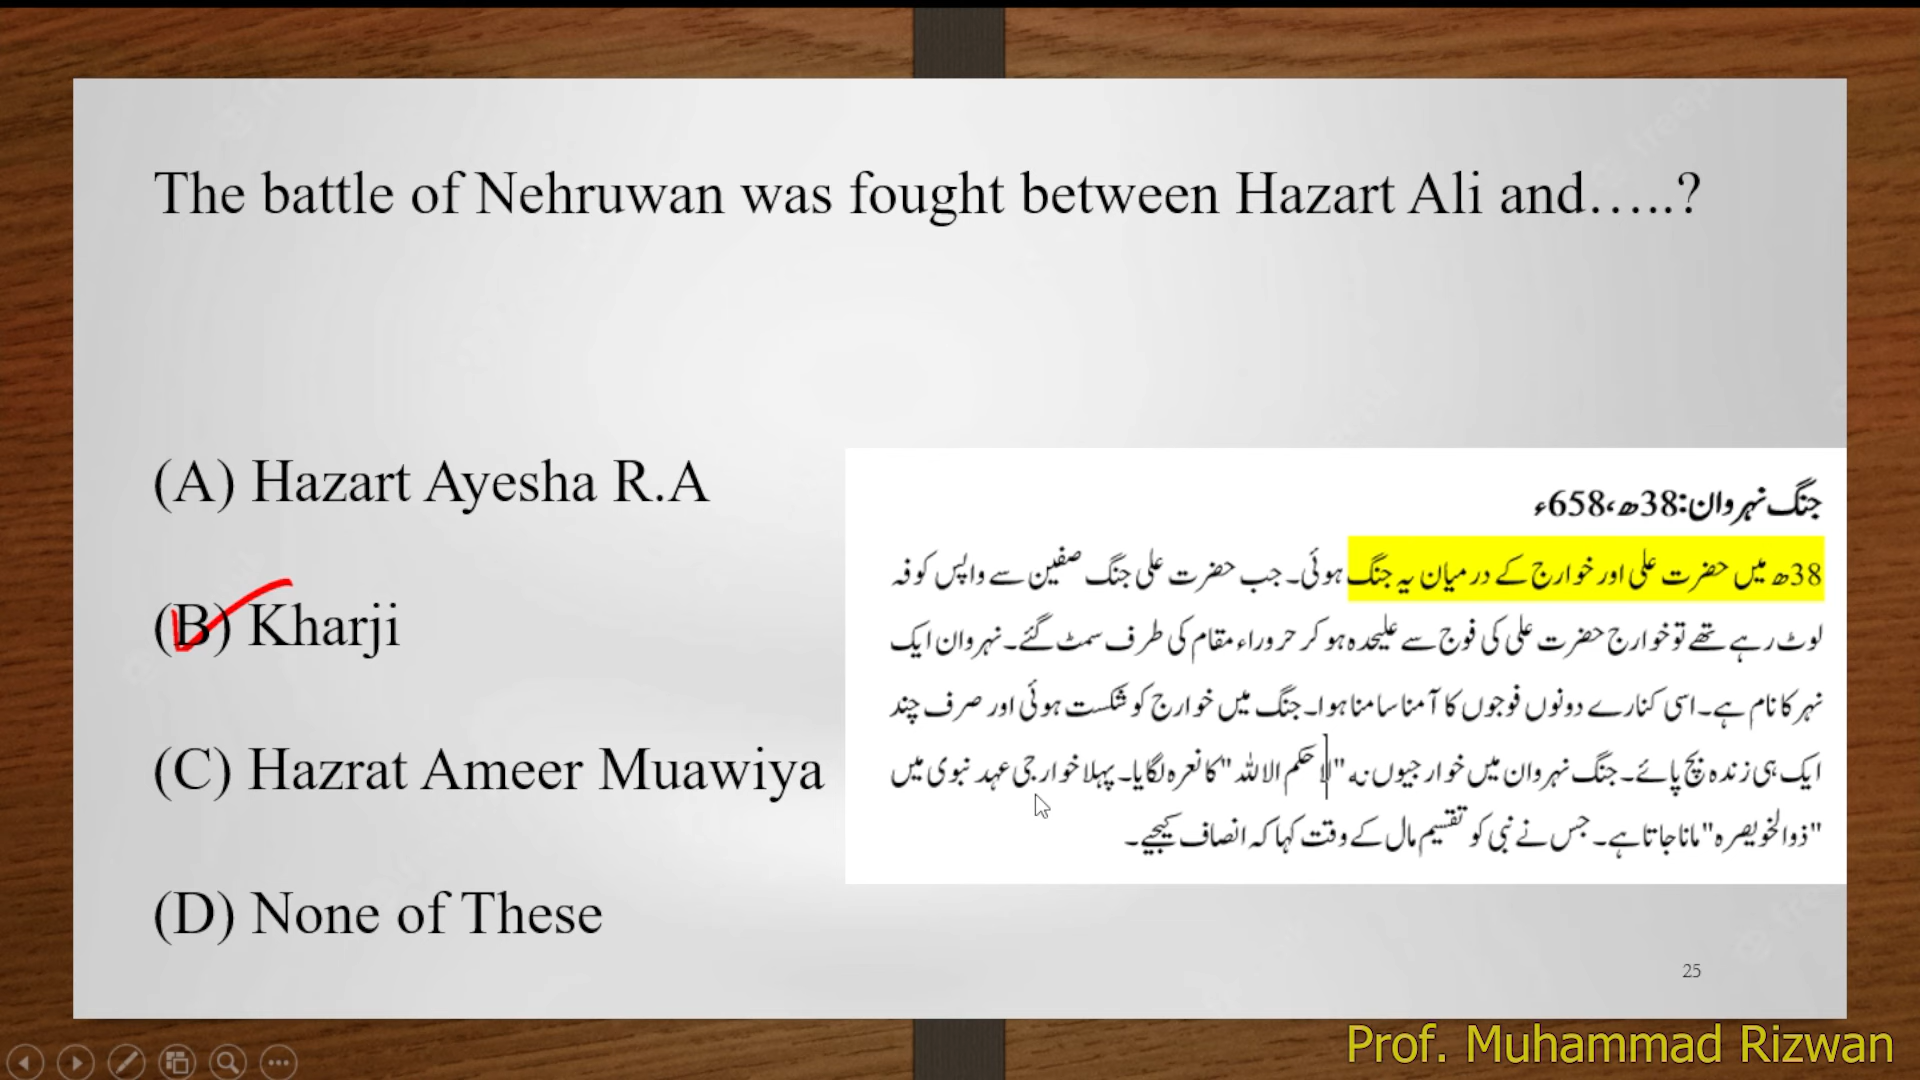 The battle of Nehruwan was fought between Hazart Ali and…..?
(A) Hazart Ayesha R.A
(B) Kharji
(C) Hazrat Ameer Muawiya
(D) None of These
جنگ نہروان:38ھ،658ء
38ھ میں حضرت علی اور خوارج کے درمیان یہ جنگ ہوئی۔ جب حضرت علی جنگ صفین سے واپس کوفہ
لوٹ رہے تھے تو خوارج حضرت علی کی فوج سے علیحدہ ہو کر حروراء مقام کی طرف سمٹ گئے۔ نہروان ایک
نہر کا نام ہے۔ اسی کنارے دونوں فوجوں کا آمنا سامنا ہوا۔ جنگ میں خوارج کو شکست ہوئی اور صرف چند
ایک ہی زندہ بچ پائے۔ جنگ نہروان میں خوارجیوں نہ "لا حکم الا للہ" کا نعرہ لگایا۔ پہلا خوارجی عہد نبوی میں
"ذوالخویصرہ" مانا جاتا ہے۔ جس نے نبی کو تقسیم مال کے وقت کہا کہ انصاف کیجیے۔
25
Prof. Muhammad Rizwan